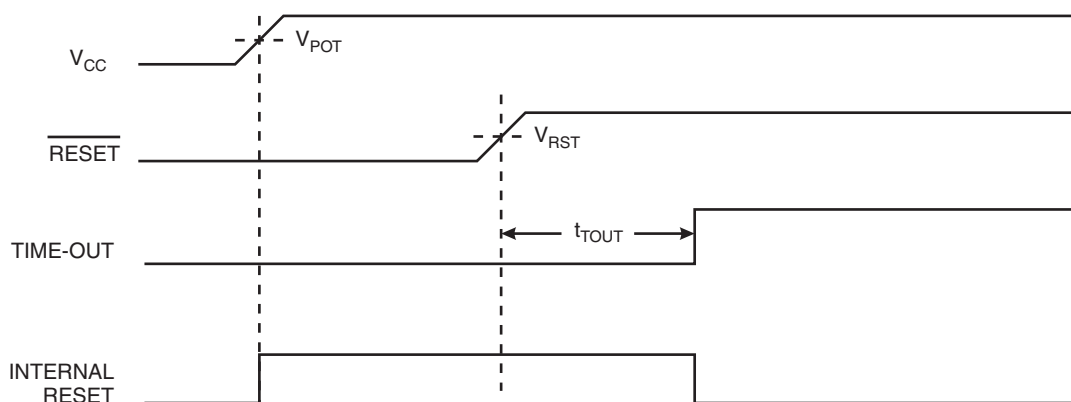 V_POT
V_CC
V_RST
RESET
t_TOUT
TIME-OUT
INTERNAL
RESET